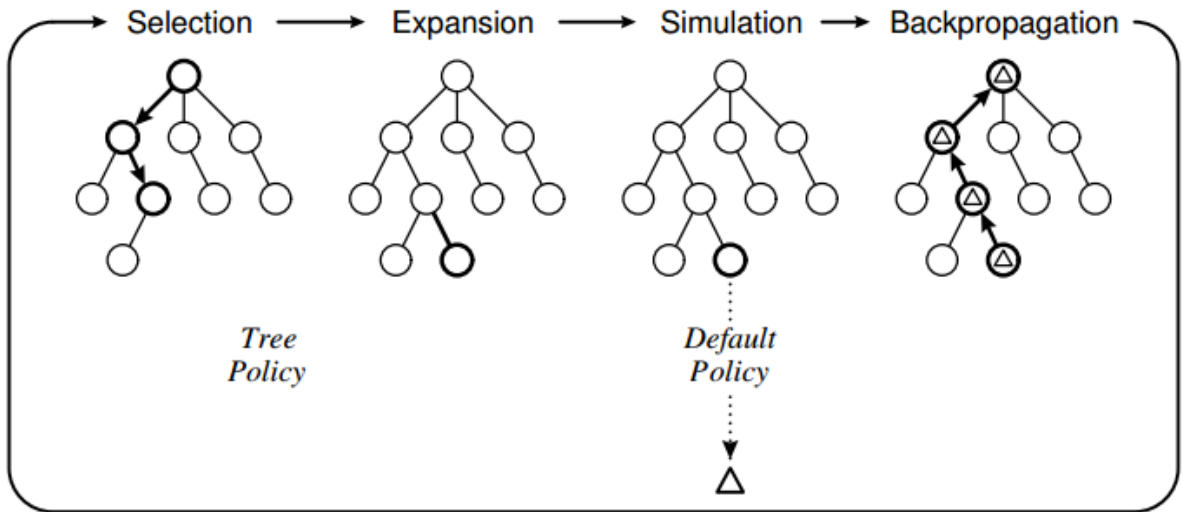 Selection
Expansion
Simulation
Backpropagation
Tree
Policy
Default
Policy